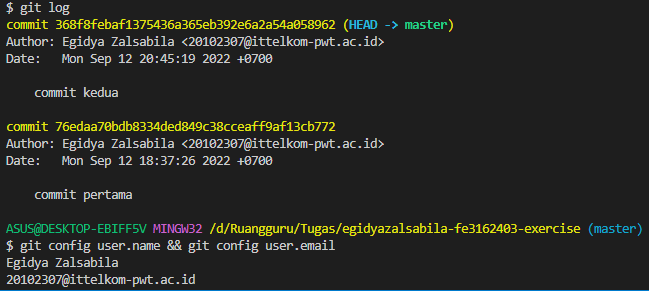 $ git log
commit 368f8febaf1375436a365eb392e6a2a54a058962 (HEAD -> master)
Author: Egidya Zalsabila <20102307@ittelkom-pwt.ac.id>
Date:   Mon Sep 12 20:45:19 2022 +0700
    commit kedua
commit 76edaa70bdb8334ded849c38cceaff9af13cb772
Author: Egidya Zalsabila <20102307@ittelkom-pwt.ac.id>
Date:   Mon Sep 12 18:37:26 2022 +0700
    commit pertama
ASUS@DESKTOP-EBIFF5V MINGW32 /d/Ruangguru/Tugas/egidyazalsabila-fe3162403-exercise (master)
$ git config user.name && git config user.email
Egidya Zalsabila
20102307@ittelkom-pwt.ac.id